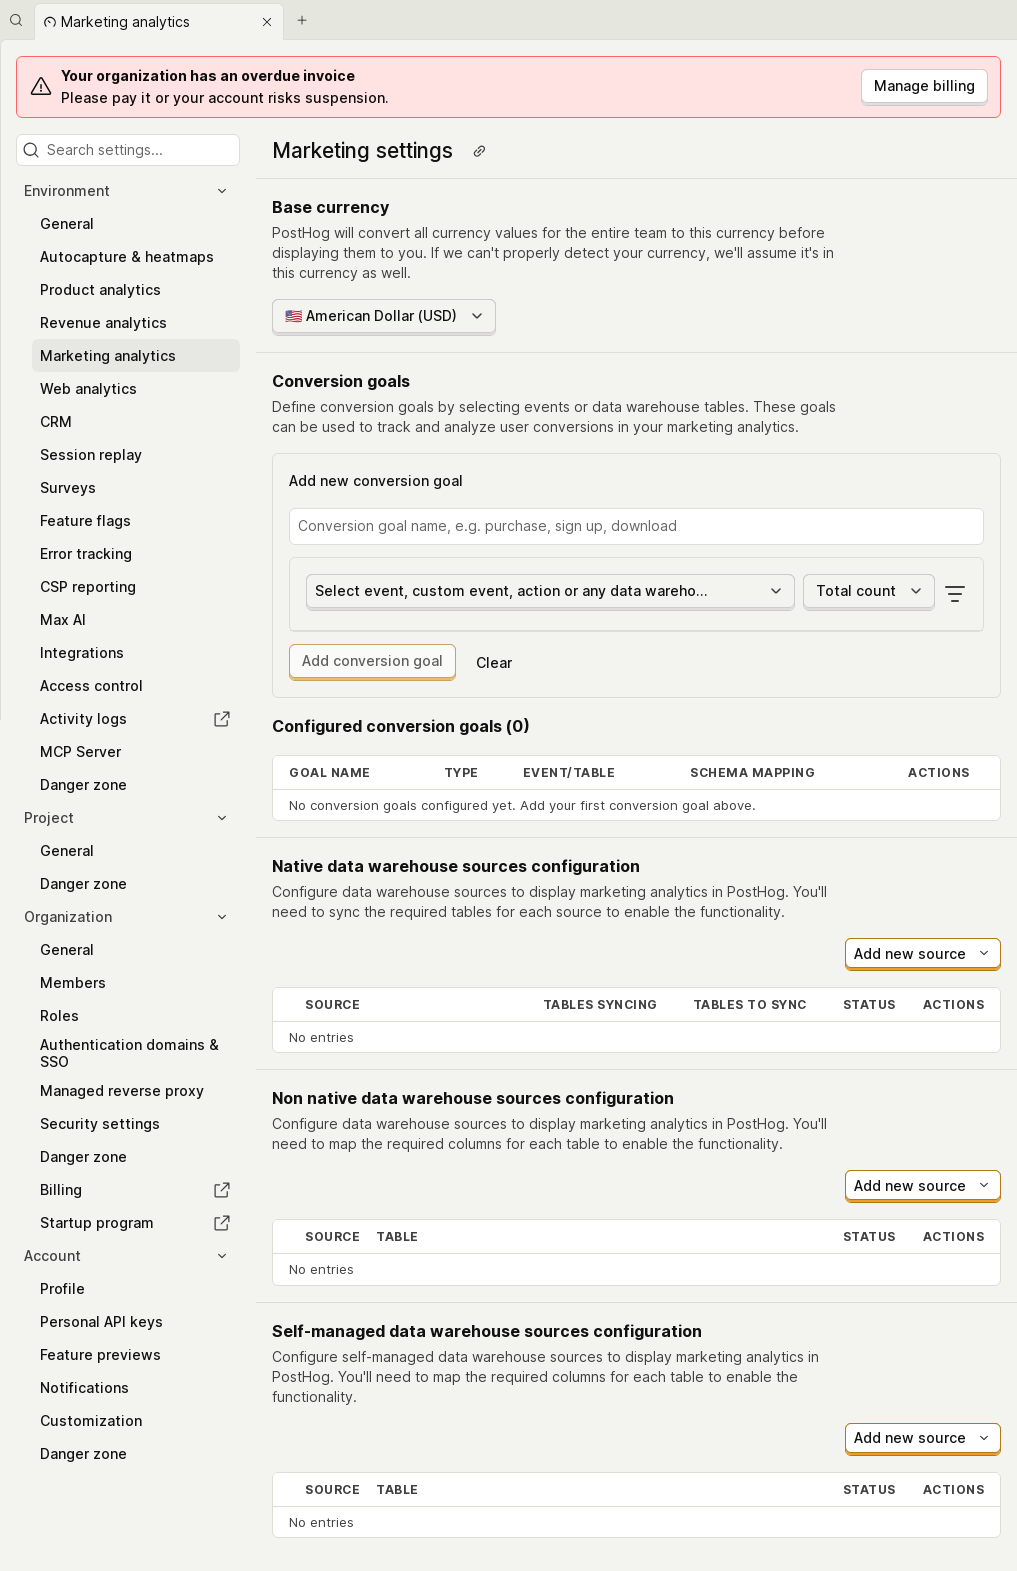 Marketing analytics
Your organization has an overdue invoice
Please pay it or your account risks suspension.
Manage billing
Search settings...
Environment
General
Autocapture & heatmaps
Product analytics
Revenue analytics
Marketing analytics
Web analytics
CRM
Session replay
Surveys
Feature flags
Error tracking
CSP reporting
Max AI
Integrations
Access control
Activity logs
MCP Server
Danger zone
Project
General
Danger zone
Organization
General
Members
Roles
Authentication domains &
SSO
Managed reverse proxy
Security settings
Danger zone
Billing
Startup program
Account
Profile
Personal API keys
Feature previews
Notifications
Customization
Danger zone
Marketing settings
Base currency
PostHog will convert all currency values for the entire team to this currency before
displaying them to you. If we can't properly detect your currency, we'll assume it's in
this currency as well.
🇺🇸 American Dollar (USD)
Conversion goals
Define conversion goals by selecting events or data warehouse tables. These goals
can be used to track and analyze user conversions in your marketing analytics.
Add new conversion goal
Conversion goal name, e.g. purchase, sign up, download
Select event, custom event, action or any data wareho... Total count
Add conversion goal Clear
Configured conversion goals (0)
GOAL NAME TYPE EVENT/TABLE SCHEMA MAPPING ACTIONS
No conversion goals configured yet. Add your first conversion goal above.
Native data warehouse sources configuration
Configure data warehouse sources to display marketing analytics in PostHog. You'll
need to sync the required tables for each source to enable the functionality.
Add new source
SOURCE TABLES SYNCING TABLES TO SYNC STATUS ACTIONS
No entries
Non native data warehouse sources configuration
Configure data warehouse sources to display marketing analytics in PostHog. You'll
need to map the required columns for each table to enable the functionality.
Add new source
SOURCE TABLE STATUS ACTIONS
No entries
Self-managed data warehouse sources configuration
Configure self-managed data warehouse sources to display marketing analytics in
PostHog. You'll need to map the required columns for each table to enable the
functionality.
Add new source
SOURCE TABLE STATUS ACTIONS
No entries